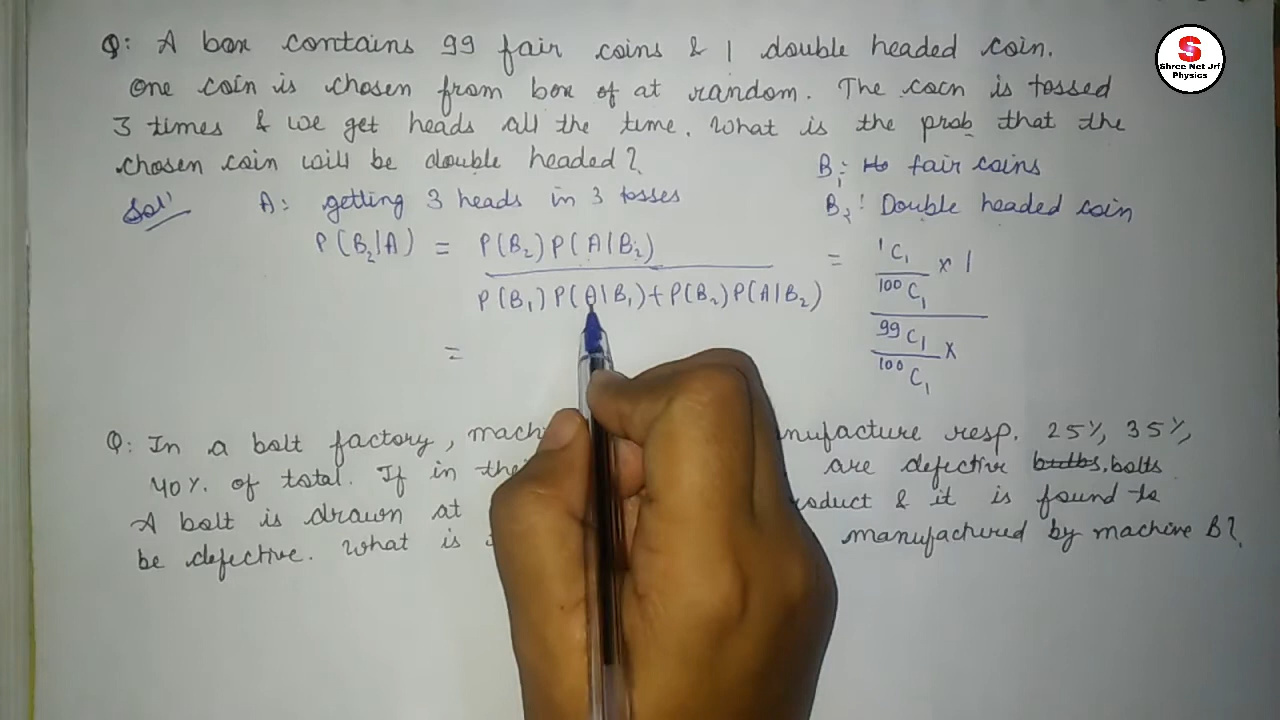 Q: A box contains 99 fair coins & 1 double headed coin.
One coin is chosen from box of at random. The coin is tossed
3 times & we get heads all the time. What is the prob that the
chosen coin will be double headed?
B₁: fair coins
Solⁿ A: getting 3 heads in 3 tosses
B₂: Double headed coin
P(B₂|A) = P(B₂)P(A|B₂) / P(B₁)P(A|B₁)+P(B₂)P(A|B₂) = ¹C₁/¹⁰⁰C₁ × 1 / ⁹⁹C₁/¹⁰⁰C₁ ×
=
Q: In a bolt factory, mach nufacture resp. 25%, 35%,
40%. of total. If in the are defective bulbs. bolts
A bolt is drawn at roduct & it is found to
be defective. What is manufactured by machine B?
S
Shree Net Jrf
Physics